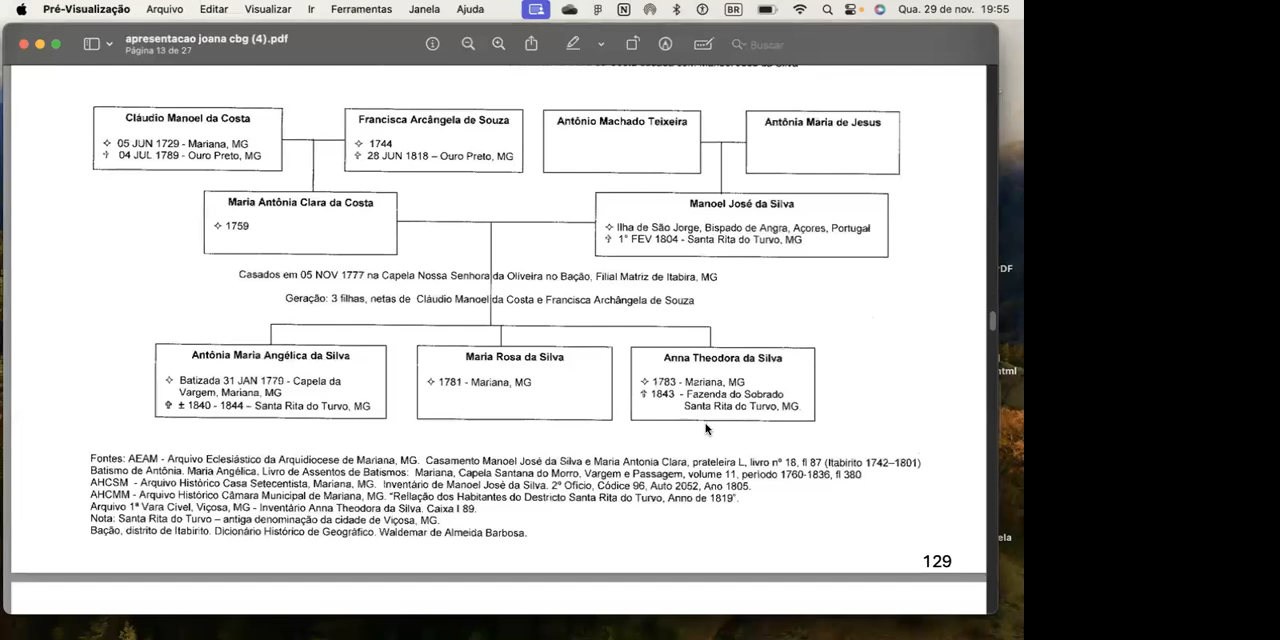 Pré-Visualização Arquivo Editar Visualizar Ir Ferramentas Janela Ajuda BR Qua. 29 de nov. 19:55
apresentacao joana cbg (4).pdf
Página 13 de 27
Buscar
Cláudio Manoel da Costa
✧ 05 JUN 1729 - Mariana, MG
✞ 04 JUL 1789 - Ouro Preto, MG
Francisca Arcângela de Souza
✧ 1744
✞ 28 JUN 1818 – Ouro Preto, MG
Antônio Machado Teixeira
Antônia Maria de Jesus
Maria Antônia Clara da Costa
✧ 1759
Manoel José da Silva
✧ Ilha de São Jorge, Bispado de Angra, Açores, Portugal
✞ 1° FEV 1804 - Santa Rita do Turvo, MG
Casados em 05 NOV 1777 na Capela Nossa Senhora da Oliveira no Bação, Filial Matriz de Itabira, MG
Geração: 3 filhas, netas de Cláudio Manoel da Costa e Francisca Archângela de Souza
Antônia Maria Angélica da Silva
✧ Batizada 31 JAN 1779 - Capela da
Vargem, Mariana, MG
✞ ± 1840 - 1844 – Santa Rita do Turvo, MG
Maria Rosa da Silva
✧ 1781 - Mariana, MG
Anna Theodora da Silva
✧ 1783 - Mariana, MG
✞ 1843 - Fazenda do Sobrado
Santa Rita do Turvo, MG.
Fontes: AEAM - Arquivo Eclesiástico da Arquidiocese de Mariana, MG. Casamento Manoel José da Silva e Maria Antonia Clara, prateleira L, livro nº 18, fl 87 (Itabirito 1742–1801)
Batismo de Antônia. Maria Angélica. Livro de Assentos de Batismos: Mariana, Capela Santana do Morro, Vargem e Passagem, volume 11, período 1760-1836, fl 380
AHCSM - Arquivo Histórico Casa Setecentista, Mariana, MG. Inventário de Manoel José da Silva. 2º Ofício, Códice 96, Auto 2052, Ano 1805.
AHCMM - Arquivo Histórico Câmara Municipal de Mariana, MG. “Rellação dos Habitantes do Destricto Santa Rita do Turvo, Anno de 1819”.
Arquivo 1ª Vara Cível, Viçosa, MG - Inventário Anna Theodora da Silva. Caixa I 89.
Nota: Santa Rita do Turvo – antiga denominação da cidade de Viçosa, MG.
Bação, distrito de Itabirito. Dicionário Histórico de Geográfico. Waldemar de Almeida Barbosa.
129